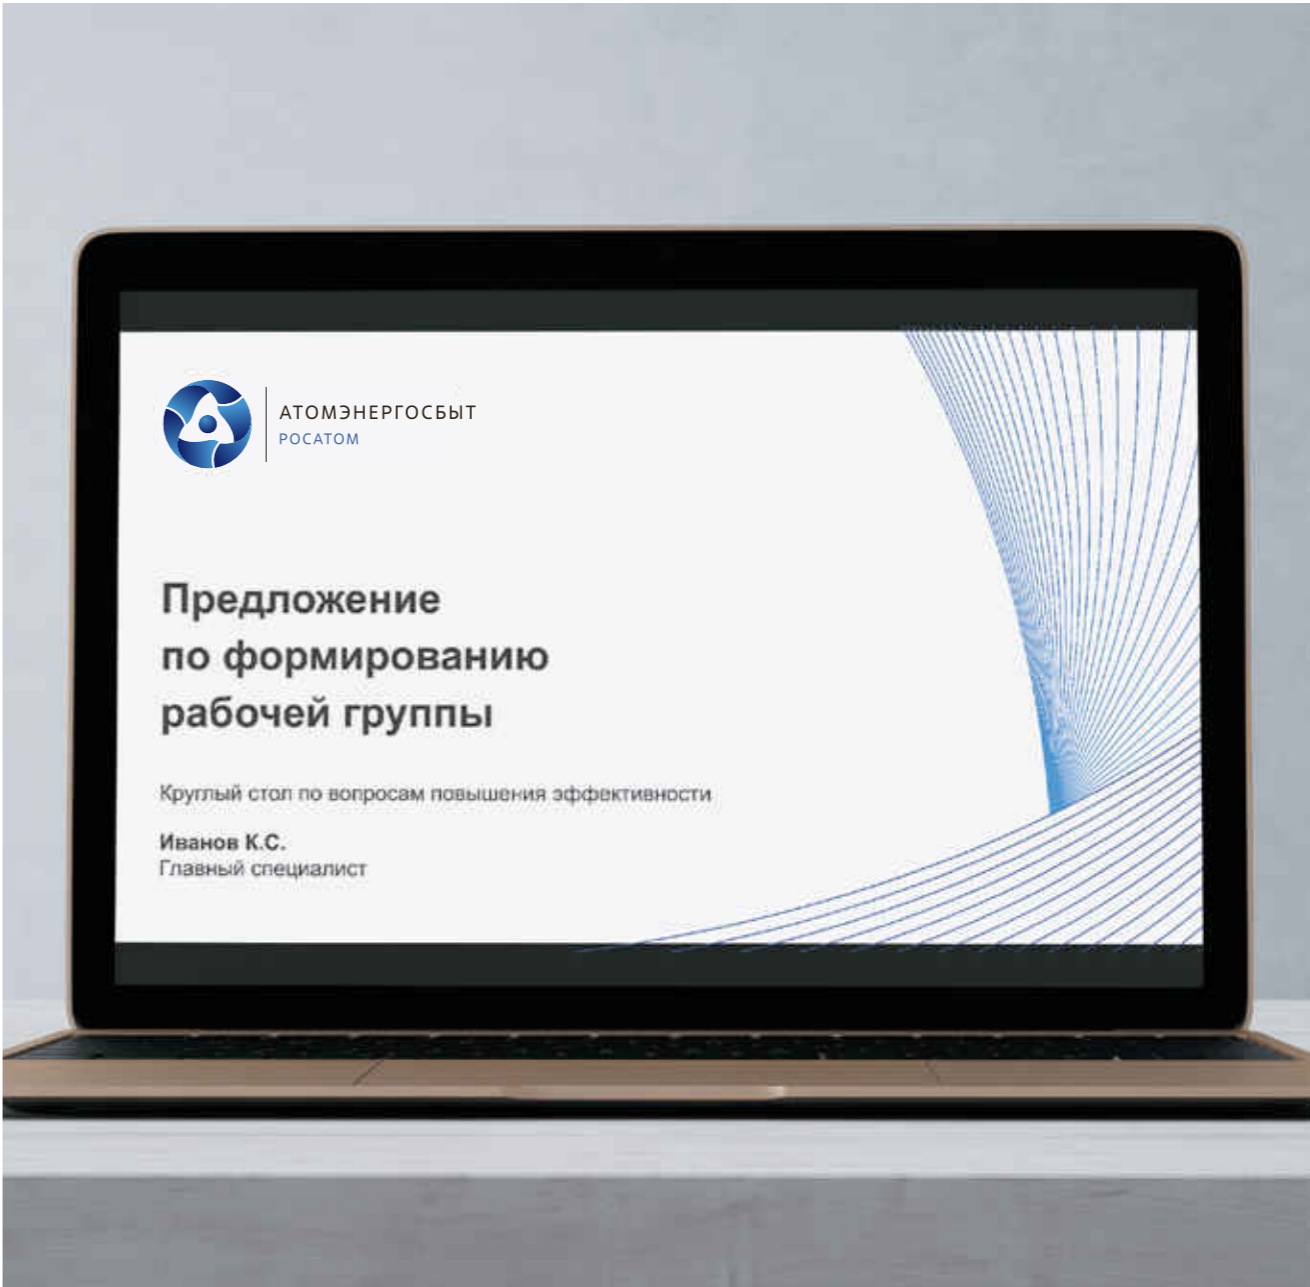 АТОМЭНЕРГОСБЫТ
РОСАТОМ
Предложение
по формированию
рабочей группы
Круглый стол по вопросам повышения эффективности
Иванов К.С.
Главный специалист